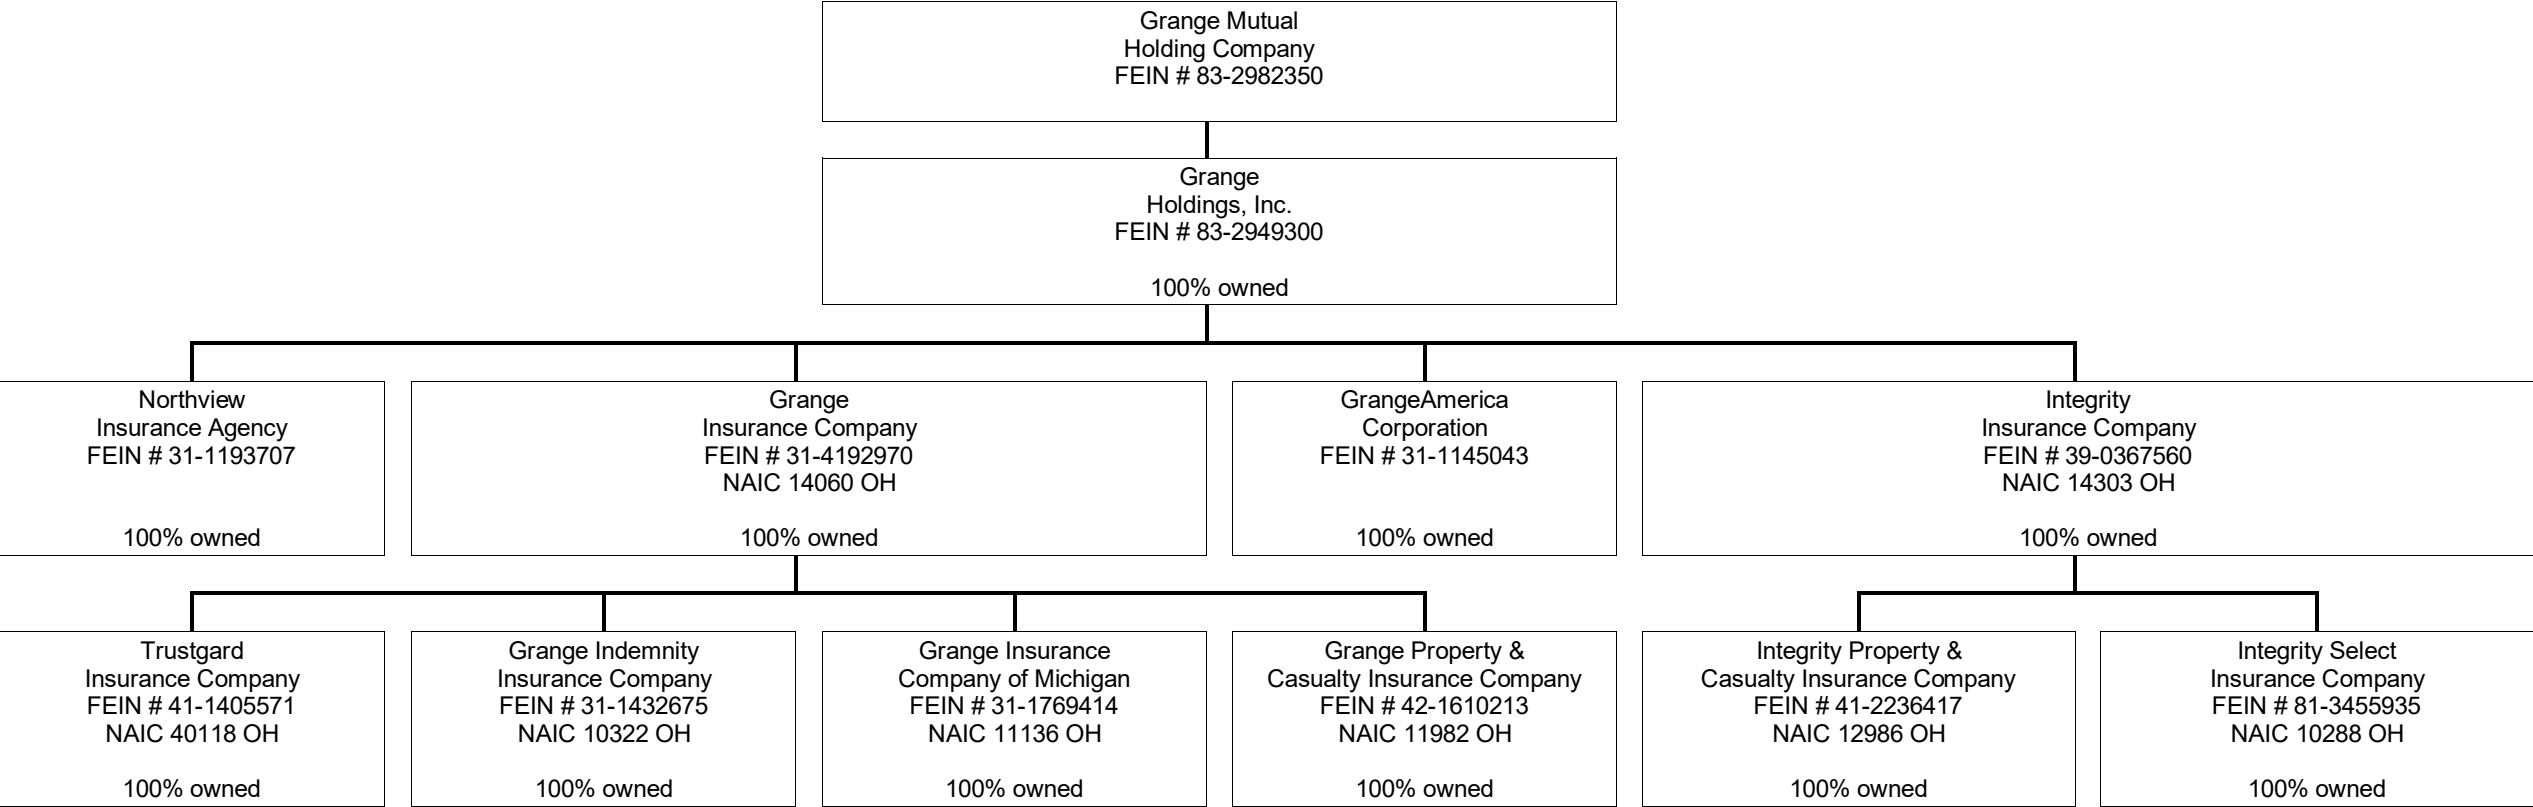 Grange Mutual
Holding Company
FEIN # 83-2982350
Grange
Holdings, Inc.
FEIN # 83-2949300
100% owned
Northview
Insurance Agency
FEIN # 31-1193707
100% owned
Grange
Insurance Company
FEIN # 31-4192970
NAIC 14060 OH
100% owned
GrangeAmerica
Corporation
FEIN # 31-1145043
100% owned
Integrity
Insurance Company
FEIN # 39-0367560
NAIC 14303 OH
100% owned
Trustgard
Insurance Company
FEIN # 41-1405571
NAIC 40118 OH
100% owned
Grange Indemnity
Insurance Company
FEIN # 31-1432675
NAIC 10322 OH
100% owned
Grange Insurance
Company of Michigan
FEIN # 31-1769414
NAIC 11136 OH
100% owned
Grange Property &
Casualty Insurance Company
FEIN # 42-1610213
NAIC 11982 OH
100% owned
Integrity Property &
Casualty Insurance Company
FEIN # 41-2236417
NAIC 12986 OH
100% owned
Integrity Select
Insurance Company
FEIN # 81-3455935
NAIC 10288 OH
100% owned